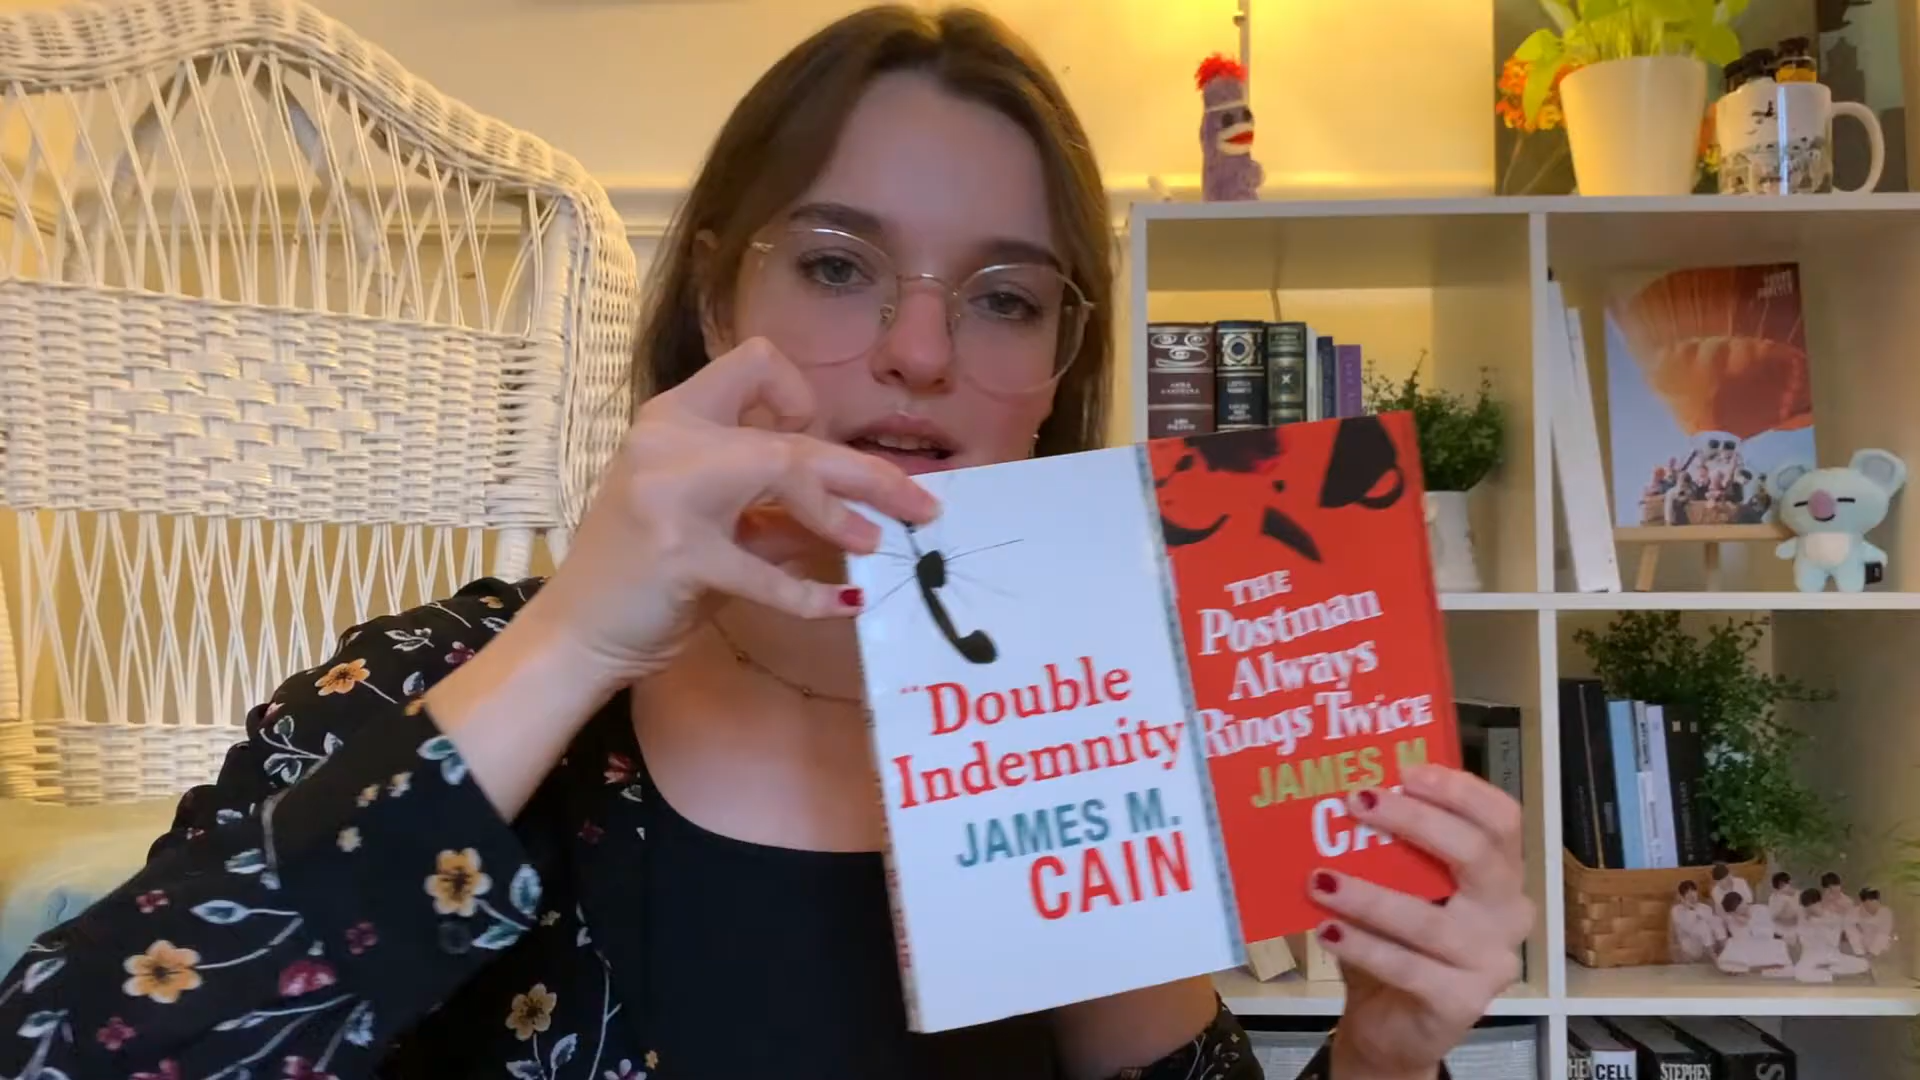 Double
Indemnity
JAMES M.
CAIN
THE
Postman
Always
Rings Twice
JAMES M.
CELL
STEPHEN